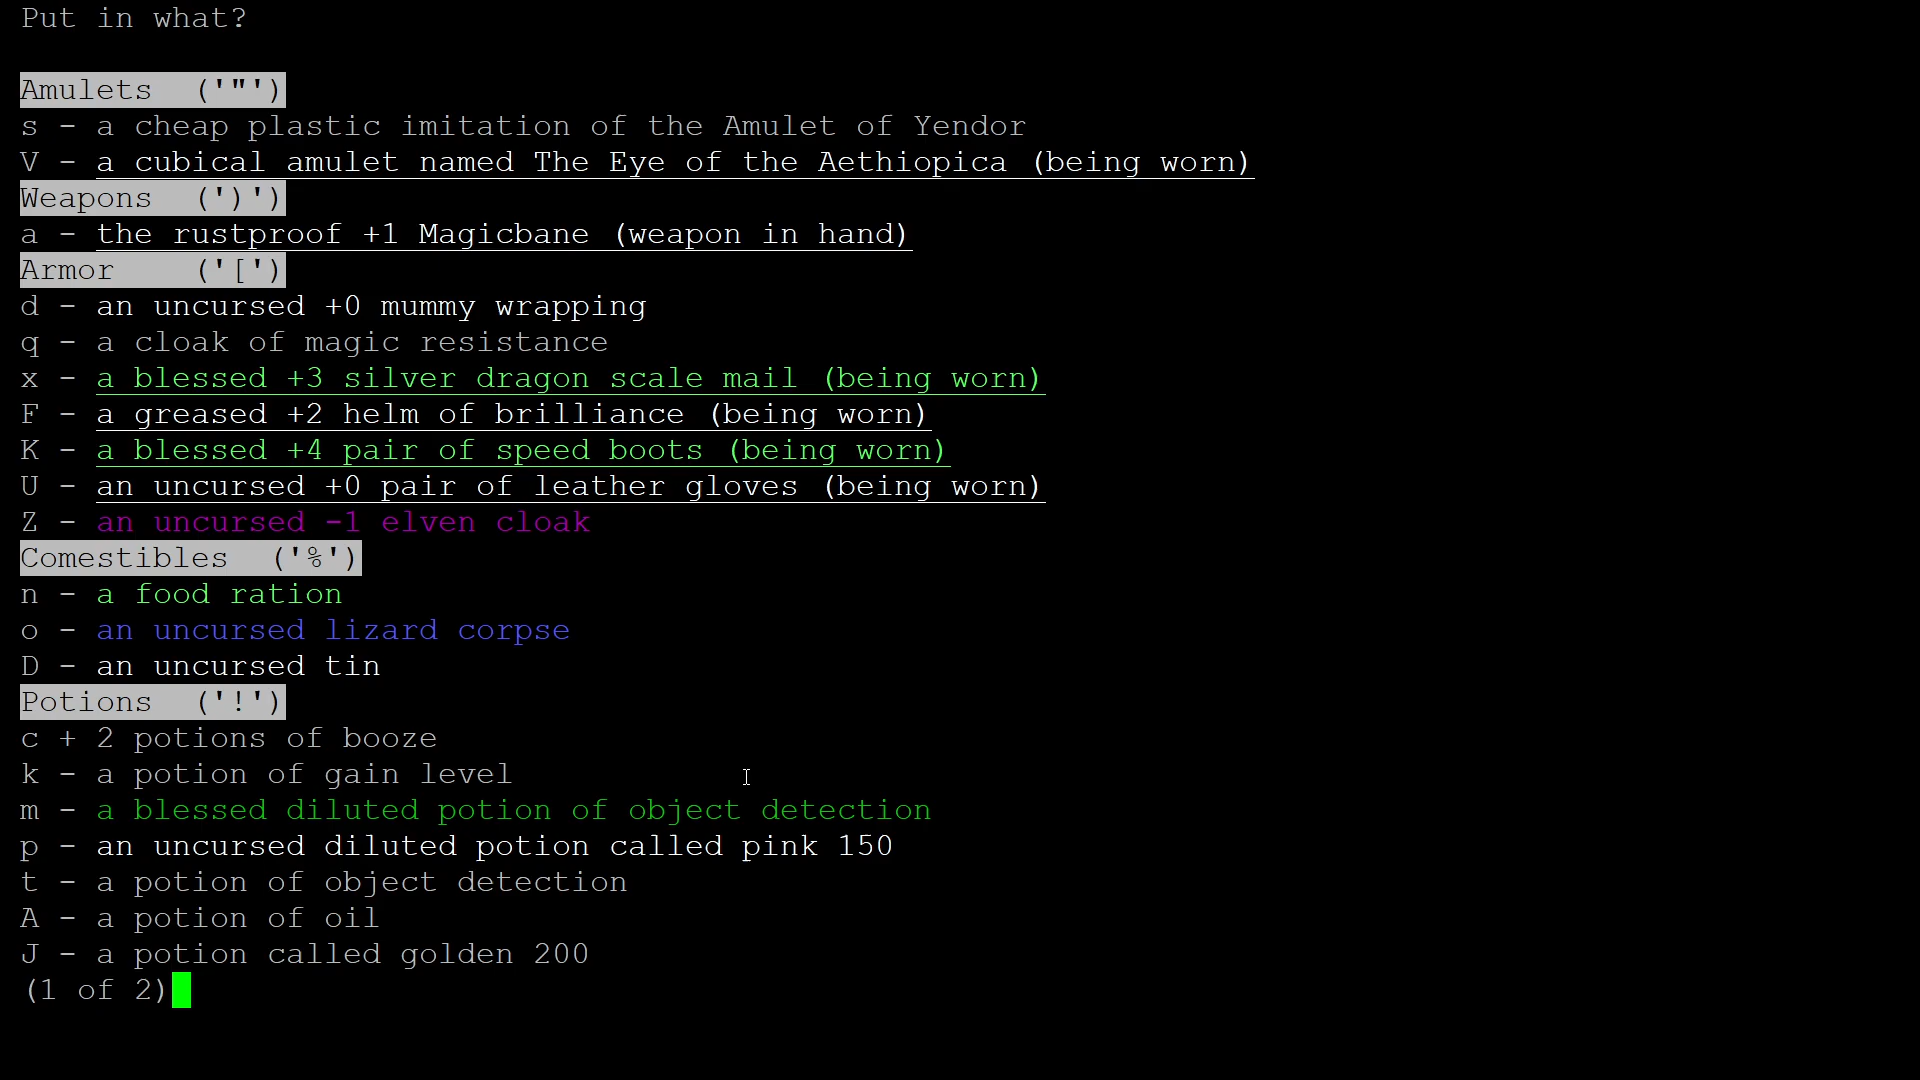 Put in what?
Amulets  ('"')
s - a cheap plastic imitation of the Amulet of Yendor
V - a cubical amulet named The Eye of the Aethiopica (being worn)
Weapons  (')')
a - the rustproof +1 Magicbane (weapon in hand)
Armor    ('[')
d - an uncursed +0 mummy wrapping
q - a cloak of magic resistance
x - a blessed +3 silver dragon scale mail (being worn)
F - a greased +2 helm of brilliance (being worn)
K - a blessed +4 pair of speed boots (being worn)
U - an uncursed +0 pair of leather gloves (being worn)
Z - an uncursed -1 elven cloak
Comestibles  ('%')
n - a food ration
o - an uncursed lizard corpse
D - an uncursed tin
Potions  ('!')
c + 2 potions of booze
k - a potion of gain level
m - a blessed diluted potion of object detection
p - an uncursed diluted potion called pink 150
t - a potion of object detection
A - a potion of oil
J - a potion called golden 200
(1 of 2)